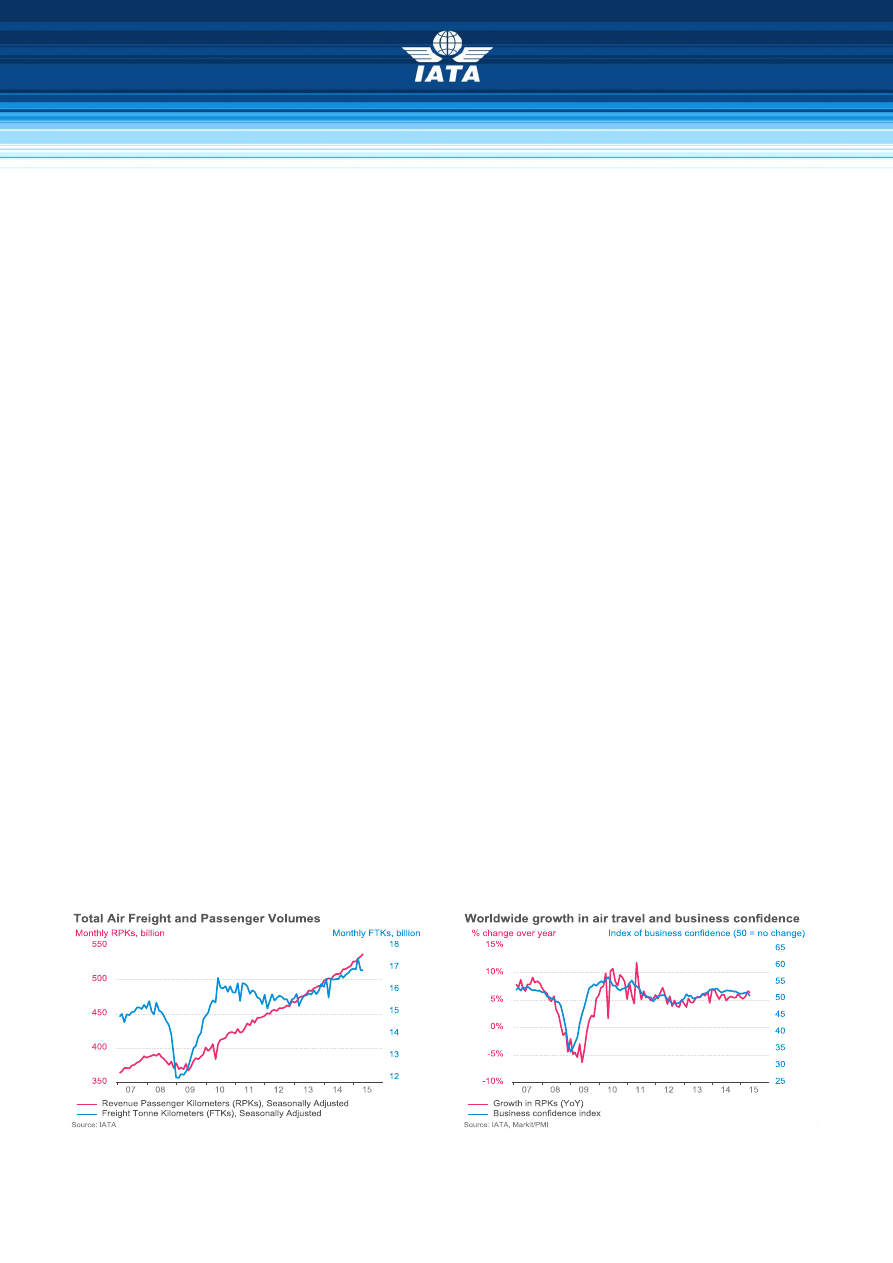 IATA
Total Air Freight and Passenger Volumes
Monthly RPKs, billion
Monthly FTKs, billion
550
500
450
400
350
18
17
16
15
14
13
12
07 08 09 10 11 12 13 14 15
Revenue Passenger Kilometers (RPKs), Seasonally Adjusted
Freight Tonne Kilometers (FTKs), Seasonally Adjusted
Source: IATA
Worldwide growth in air travel and business confidence
% change over year
Index of business confidence (50 = no change)
15%
10%
5%
0%
-5%
-10%
65
60
55
50
45
40
35
30
25
07 08 09 10 11 12 13 14 15
Growth in RPKs (YoY)
Business confidence index
Source: IATA, Markit/PMI